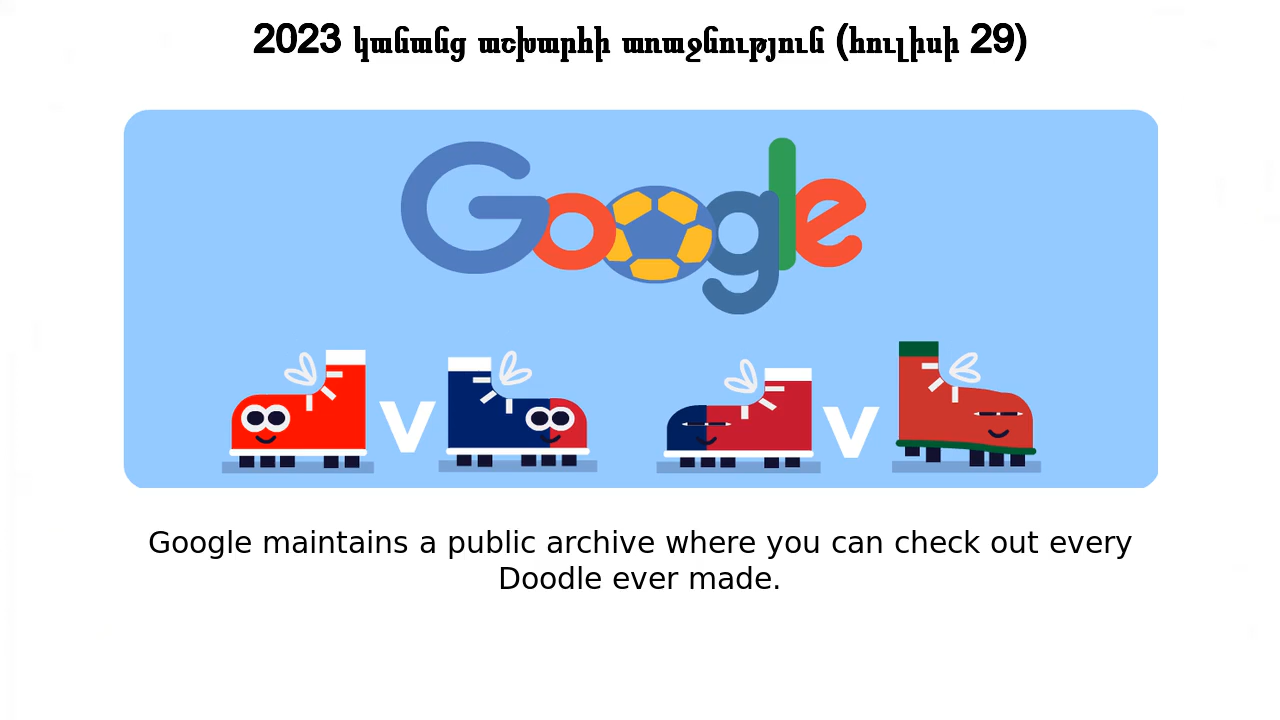 2023 կանանց աշխարհի առաջնություն (հուլիսի 29)
Google
V V
Google maintains a public archive where you can check out every
Doodle ever made.